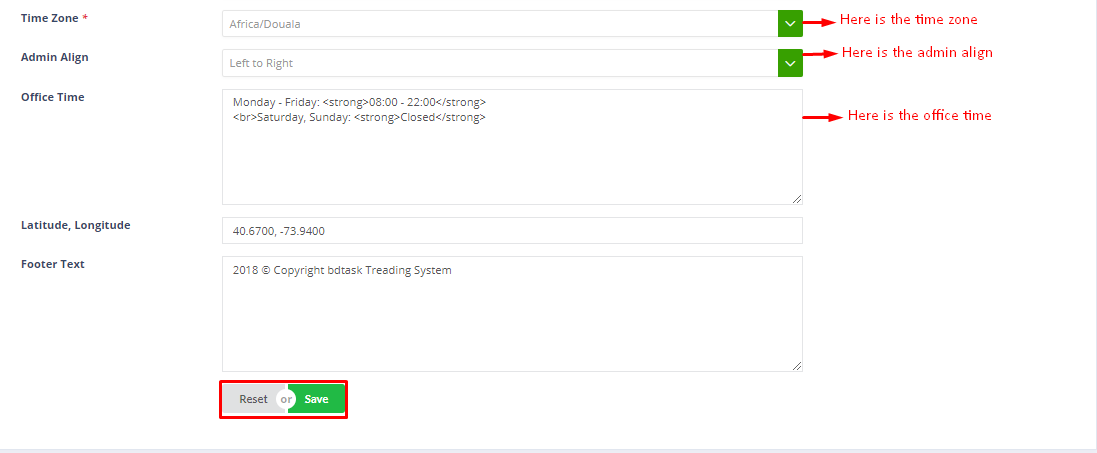 Time Zone *
Africa/Douala
Here is the time zone
Admin Align
Left to Right
Here is the admin align
Office Time
Monday - Friday: <strong>08:00 - 22:00</strong>
<br>Saturday, Sunday: <strong>Closed</strong>
Here is the office time
Latitude, Longitude
40.6700, -73.9400
Footer Text
2018 © Copyright bdtask Treading System
Reset or Save